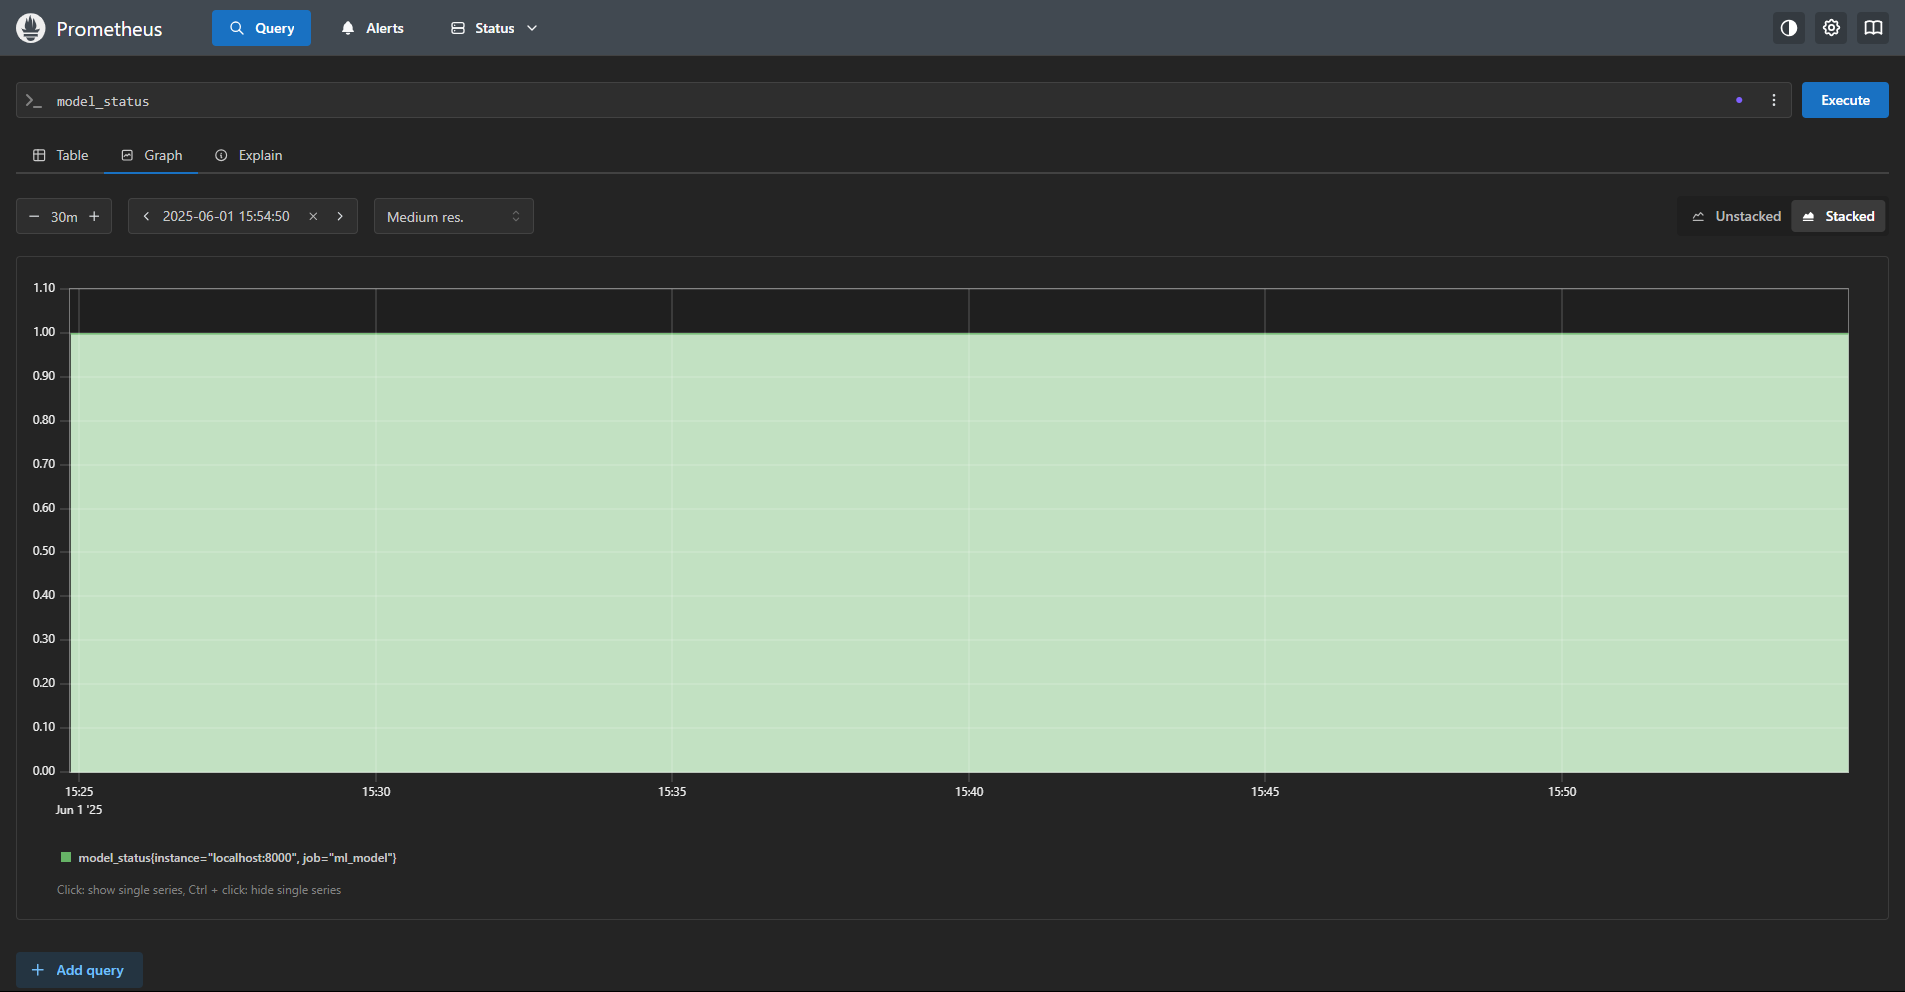 Prometheus Query Alerts Status
>_ model_status Execute
Table Graph Explain
30m 2025-06-01 15:54:50 Medium res. Unstacked Stacked
1.10
1.00
0.90
0.80
0.70
0.60
0.50
0.40
0.30
0.20
0.10
0.00
15:25 15:30 15:35 15:40 15:45 15:50
Jun 1 '25
model_status{instance="localhost:8000", job="ml_model"}
Click: show single series, Ctrl + click: hide single series
Add query